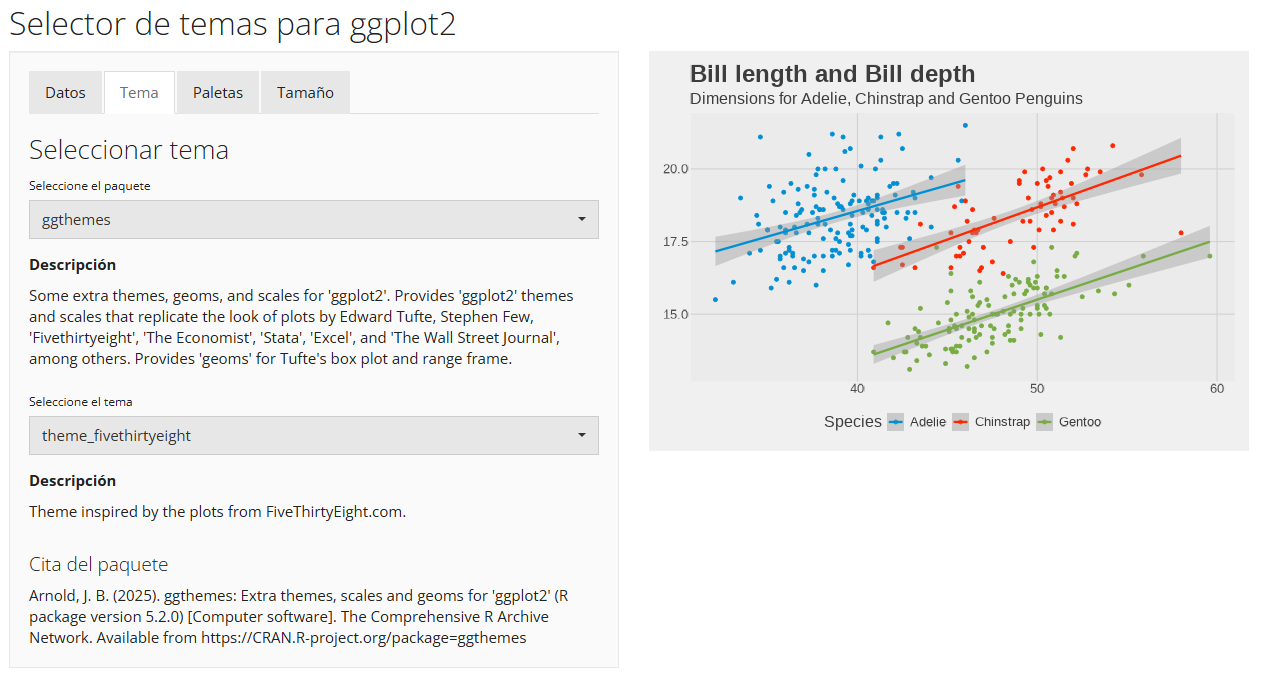 Selector de temas para ggplot2
Datos Tema Paletas Tamaño
Seleccionar tema
Seleccione el paquete
ggthemes
Descripción
Some extra themes, geoms, and scales for 'ggplot2'. Provides 'ggplot2' themes
and scales that replicate the look of plots by Edward Tufte, Stephen Few,
'Fivethirtyeight', 'The Economist', 'Stata', 'Excel', and 'The Wall Street Journal',
among others. Provides 'geoms' for Tufte's box plot and range frame.
Seleccione el tema
theme_fivethirtyeight
Descripción
Theme inspired by the plots from FiveThirtyEight.com.
Cita del paquete
Arnold, J. B. (2025). ggthemes: Extra themes, scales and geoms for 'ggplot2' (R
package version 5.2.0) [Computer software]. The Comprehensive R Archive
Network. Available from https://CRAN.R-project.org/package=ggthemes
Bill length and Bill depth
Dimensions for Adelie, Chinstrap and Gentoo Penguins
20.0
17.5
15.0
40 50 60
Species Adelie Chinstrap Gentoo